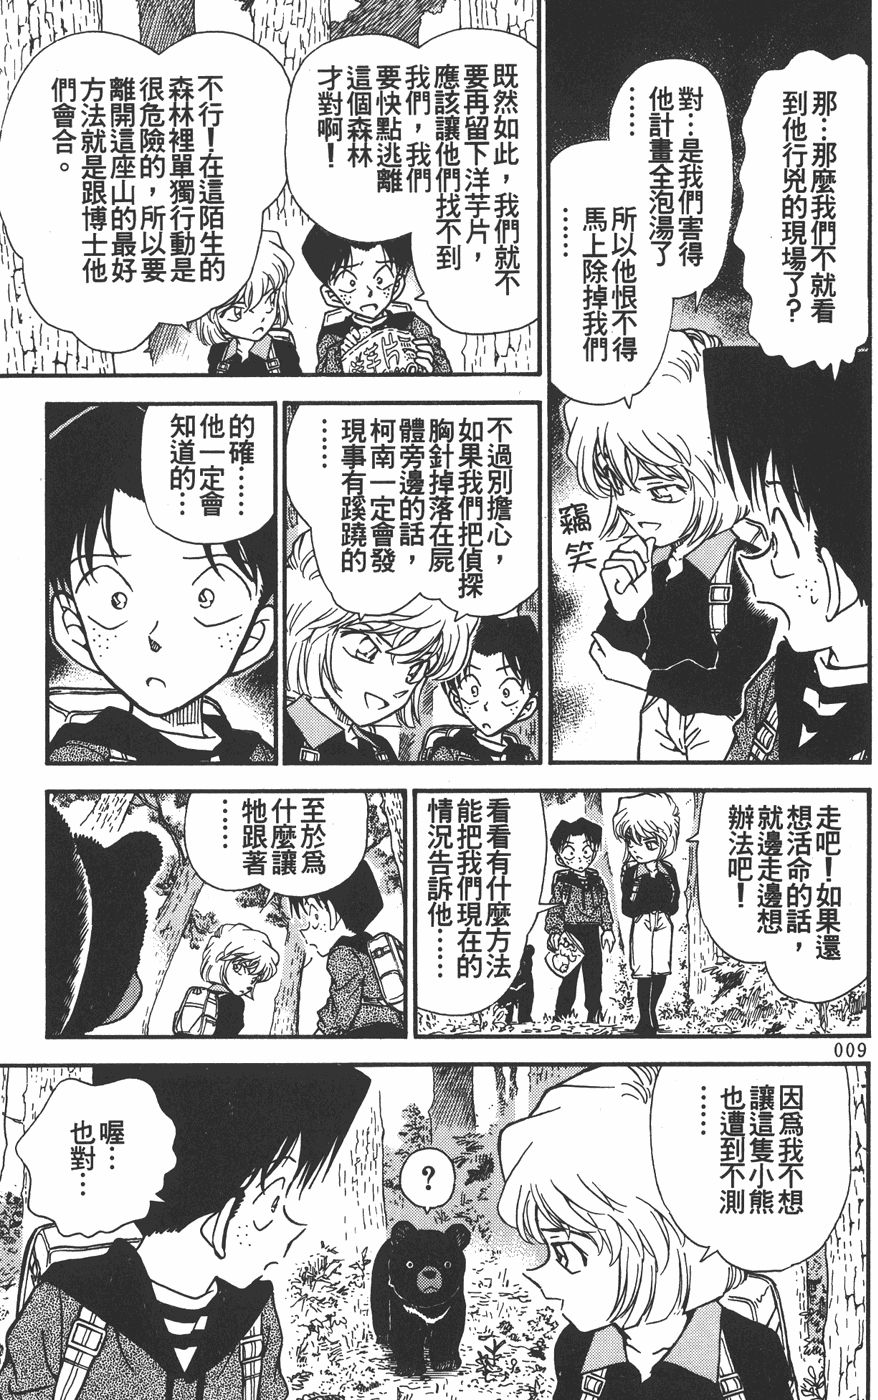 那…那麼我們不就看
到他行兇的現場了？
對…是我們害得
他計畫全泡湯了
……
所以他恨不得
馬上除掉我們
……
竊笑
既然如此，我們就不
要再留下洋芋片，
應該讓他們找不到
我們，我們
要快點逃離
這個森林
才對啊！
不行！在這陌生的
森林裡單獨行動是
很危險的，所以要
離開這座山的最好
方法就是跟博士他
們會合。
洋芋片
不過別擔心，
如果我們把偵探
胸針掉落在屍
體旁邊的話，
柯南一定會發
現事有蹊蹺的
……
的確……
他一定會
知道的…
走吧！如果還
想活命的話，
就邊走邊想
辦法吧！
看看有什麼方法
能把我們現在的
情況告訴他……
至於為
什麼讓
牠跟著
……
009
因為我不想
讓這隻小熊
也遭到不測
……
？
喔…
也對…